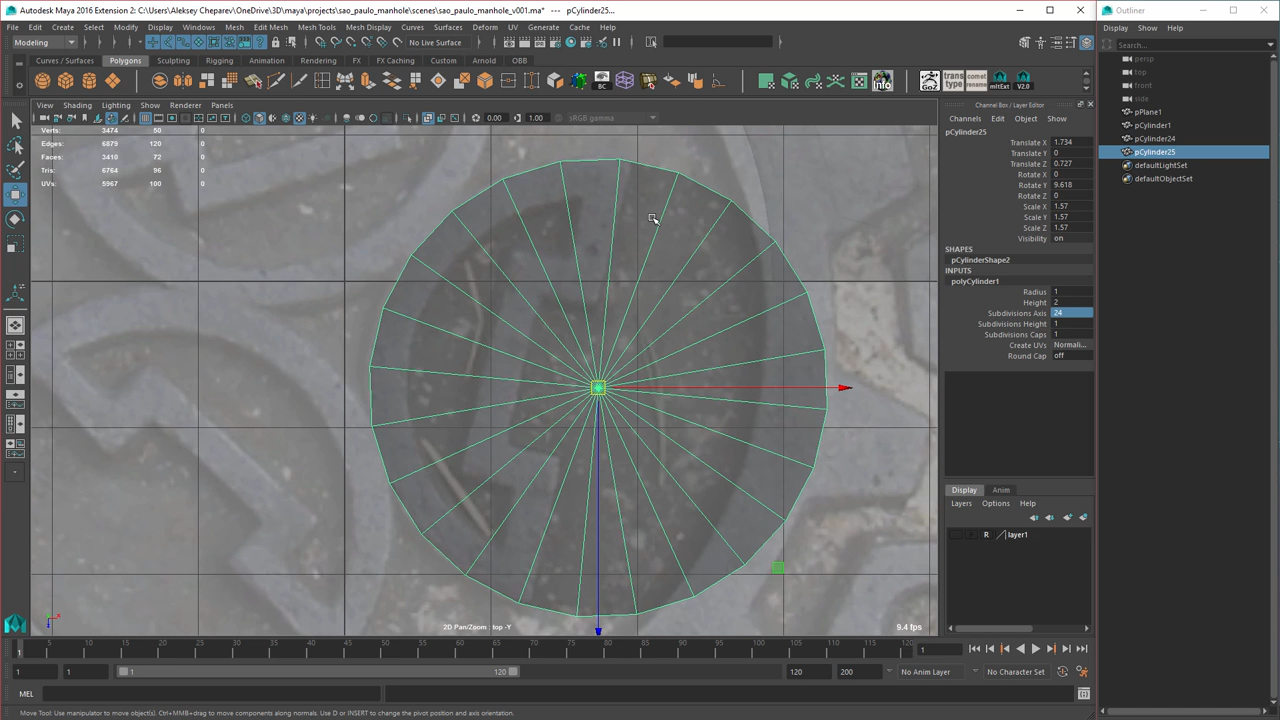 Autodesk Maya 2016 Extension 2: C:\Users\Aleksey Cheparev\OneDrive\3D\maya\projects\sao_paulo_manhole\scenes\sao_paulo_manhole_v001.ma* --- pCylinder25...
Outliner
File Edit Create Select Modify Display Windows Mesh Edit Mesh Mesh Tools Mesh Display Curves Surfaces Deform UV Generate Cache Help
Display Show Help
Modeling
No Live Surface
Search...
Curves / Surfaces Polygons Sculpting Rigging Animation Rendering FX FX Caching Custom Arnold OBB
persp
top
front
side
pPlane1
pCylinder1
pCylinder24
pCylinder25
defaultLightSet
defaultObjectSet
BC
info
GoZ
trans type
comet rename
mltExt
V2.0
View Shading Lighting Show Renderer Panels
0.00
1.00
sRGB gamma
Verts: 3474 50 0
Edges: 6879 120 0
Faces: 3410 72 0
Tris: 6764 96 0
UVs: 5967 100 0
2D Pan/Zoom : top -Y
9.4 fps
Channel Box / Layer Editor
Channels Edit Object Show
pCylinder25
Translate X 1.734
Translate Y 0
Translate Z 0.727
Rotate X 0
Rotate Y 9.618
Rotate Z 0
Scale X 1.57
Scale Y 1.57
Scale Z 1.57
Visibility on
SHAPES
pCylinderShape2
INPUTS
polyCylinder1
Radius 1
Height 2
Subdivisions Axis 24
Subdivisions Height 1
Subdivisions Caps 1
Create UVs Normali...
Round Cap off
Display Anim
Layers Options Help
R layer1
5 10 15 20 25 30 35 40 45 50 55 60 65 70 75 80 85 90 95 100 105 110 115 120
1
1
1 1 1 120 120 200 No Anim Layer No Character Set
MEL
Move Tool: Use manipulator to move object(s). Ctrl+MMB+drag to move components along normals. Use D or INSERT to change the pivot position and axis orientation.